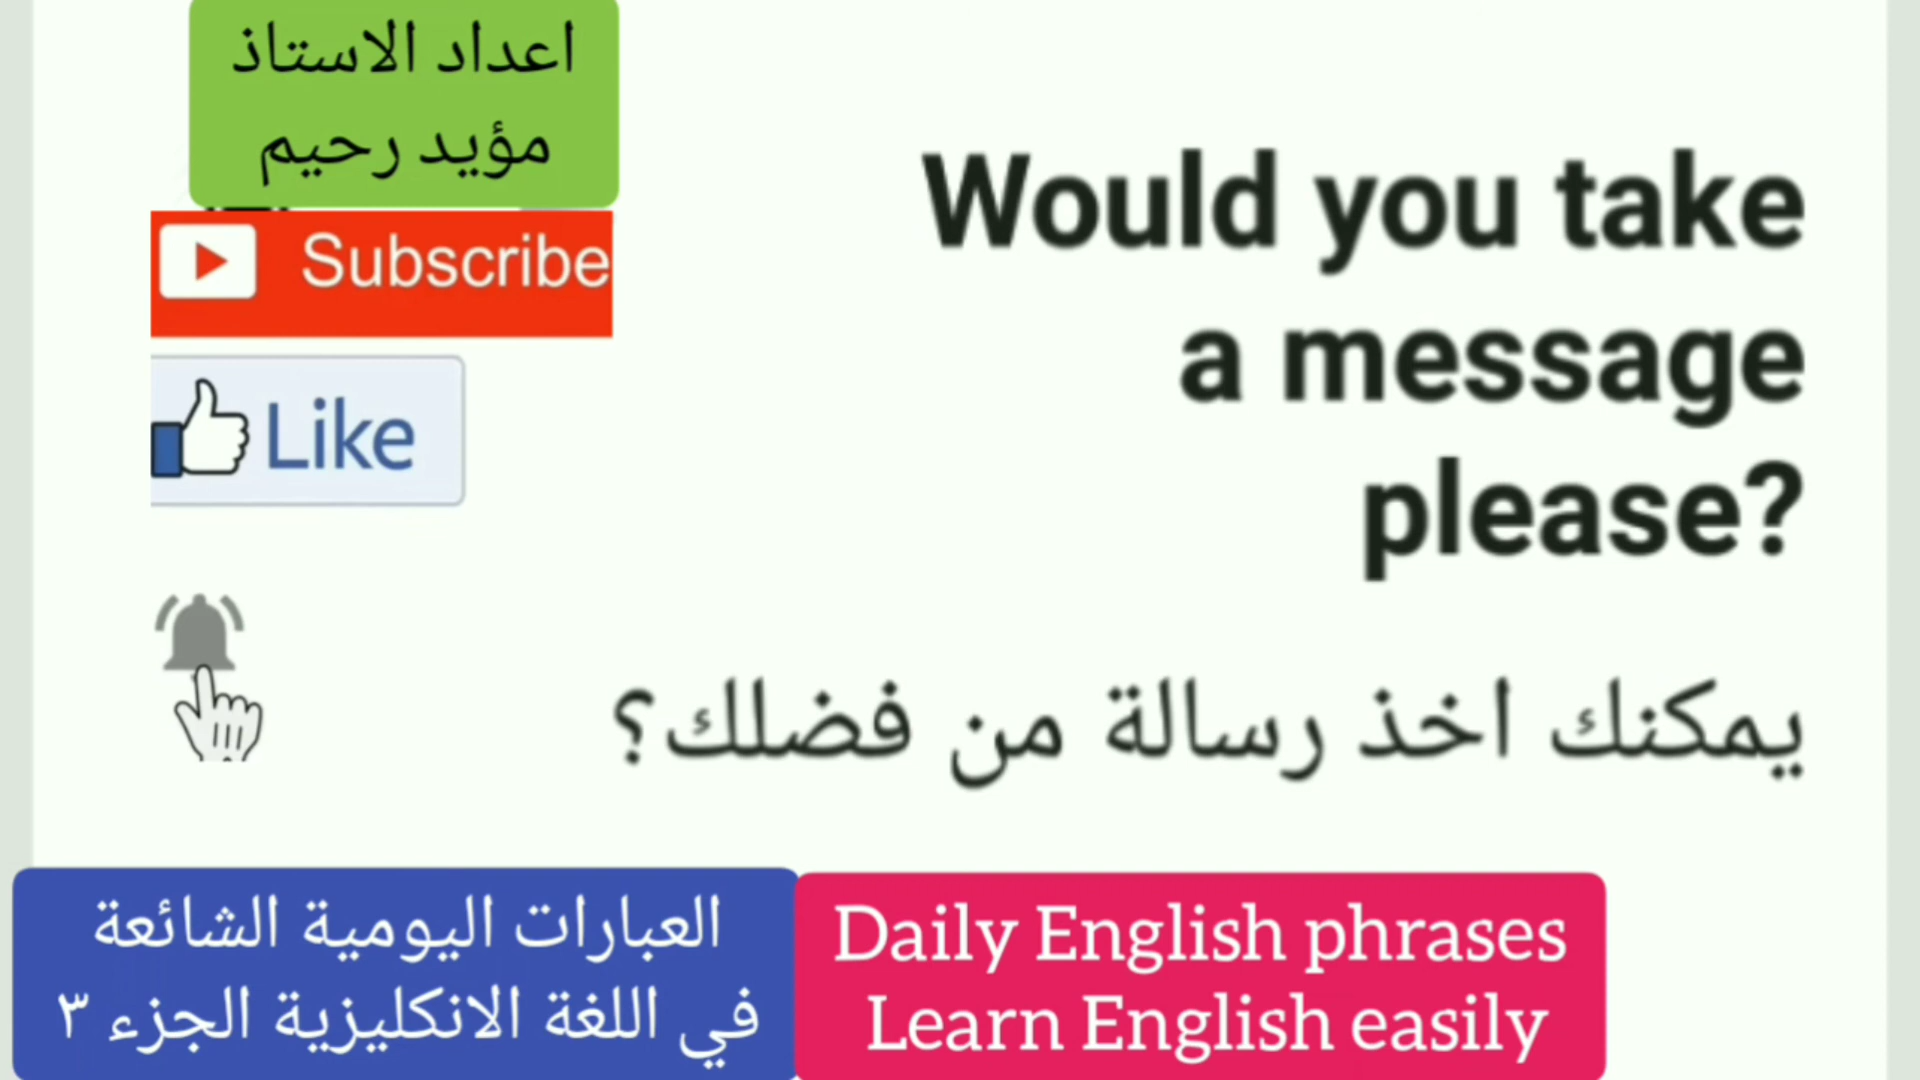 اعداد الاستاذ
مؤيد رحيم
Subscribe
Like
Would you take
a message
please?
يمكنك اخذ رسالة من فضلك؟
العبارات اليومية الشائعة
في اللغة الانكليزية الجزء ٣
Daily English phrases
Learn English easily